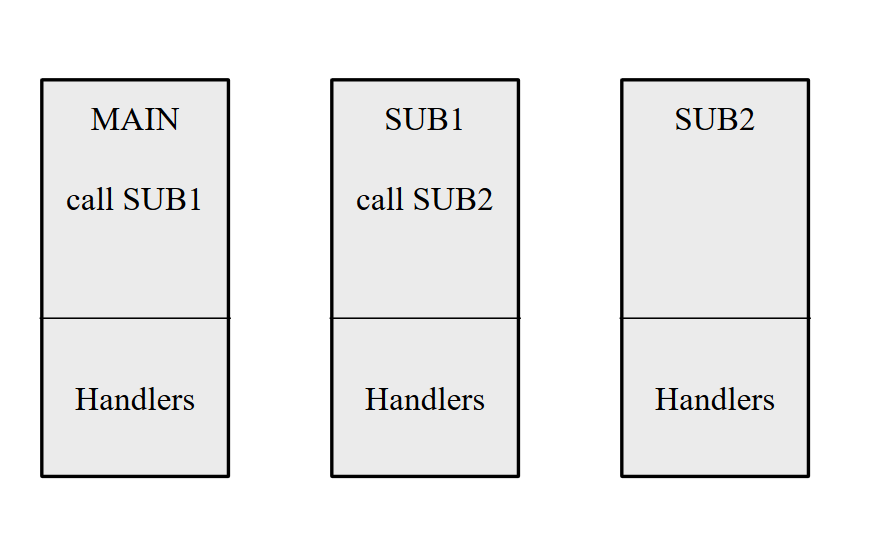 MAIN
call SUB1
Handlers
SUB1
call SUB2
Handlers
SUB2
Handlers